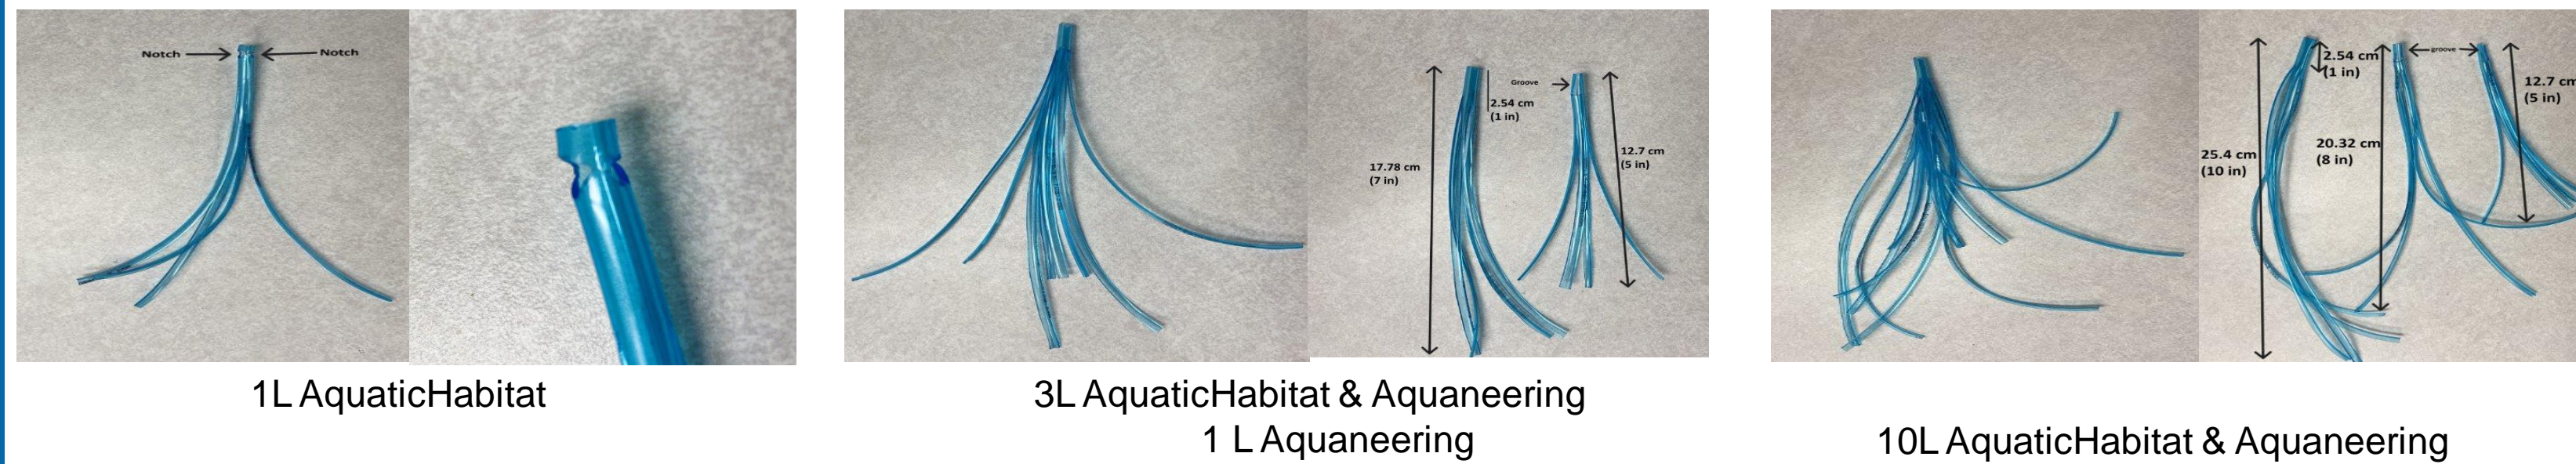 Notch
Notch
1L AquaticHabitat
Groove
2.54 cm
(1 in)
17.78 cm
(7 in)
12.7 cm
(5 in)
3L AquaticHabitat & Aquaneering
1 L Aquaneering
groove
2.54 cm
(1 in)
12.7 cm
(5 in)
20.32 cm
(8 in)
25.4 cm
(10 in)
10L AquaticHabitat & Aquaneering